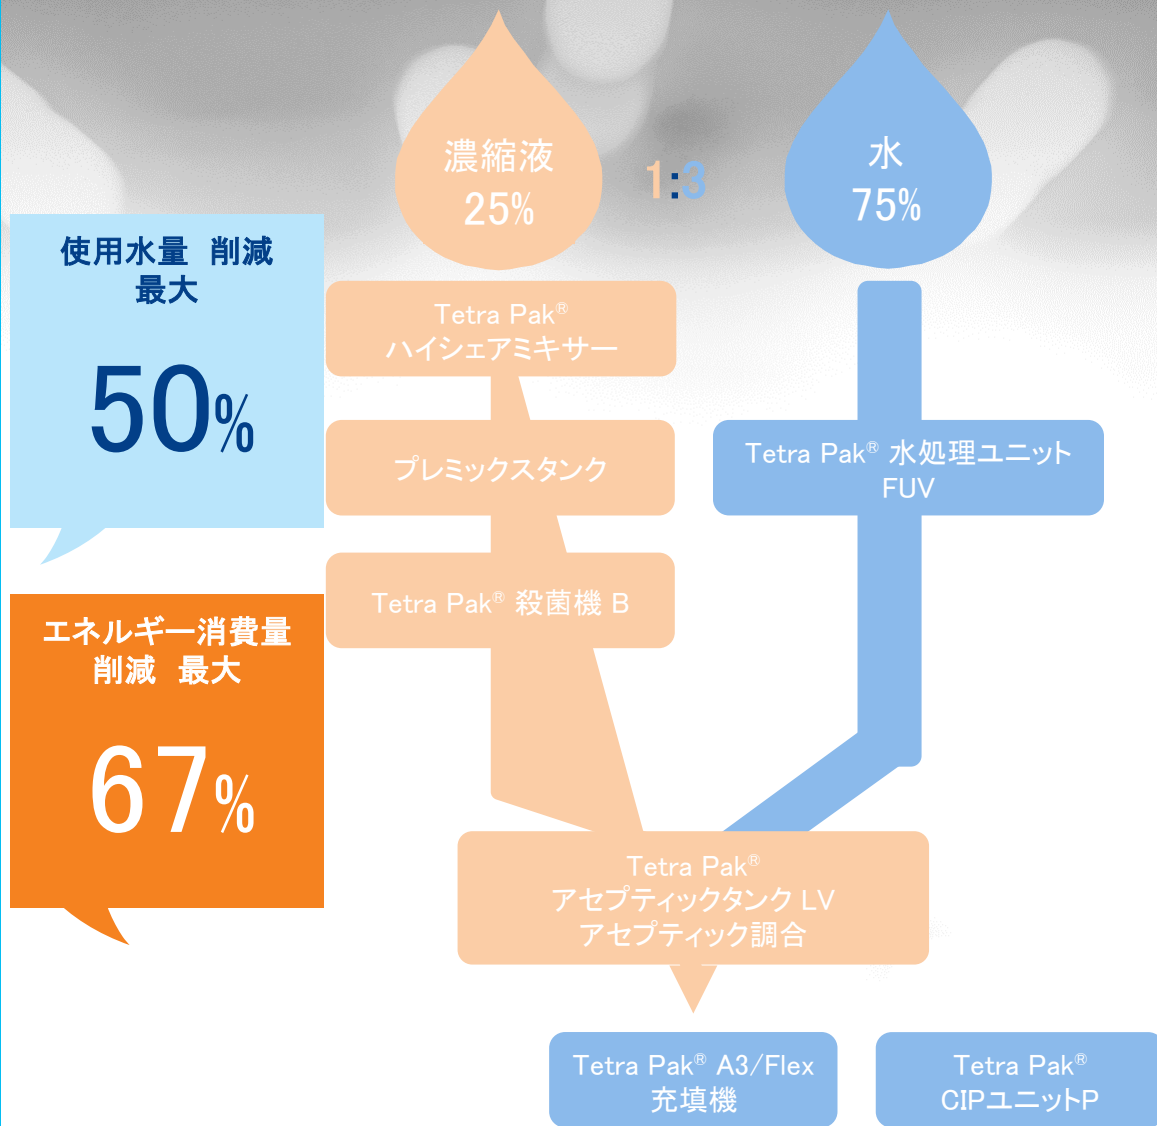 濃縮液
25%
1:3
水
75%
使用水量 削減
最大
50%
エネルギー消費量
削減 最大
67%
Tetra Pak®
ハイシェアミキサー
プレミックスタンク
Tetra Pak® 殺菌機 B
Tetra Pak® 水処理ユニット
FUV
Tetra Pak®
アセプティックタンク LV
アセプティック調合
Tetra Pak® A3/Flex
充填機
Tetra Pak®
CIPユニットP